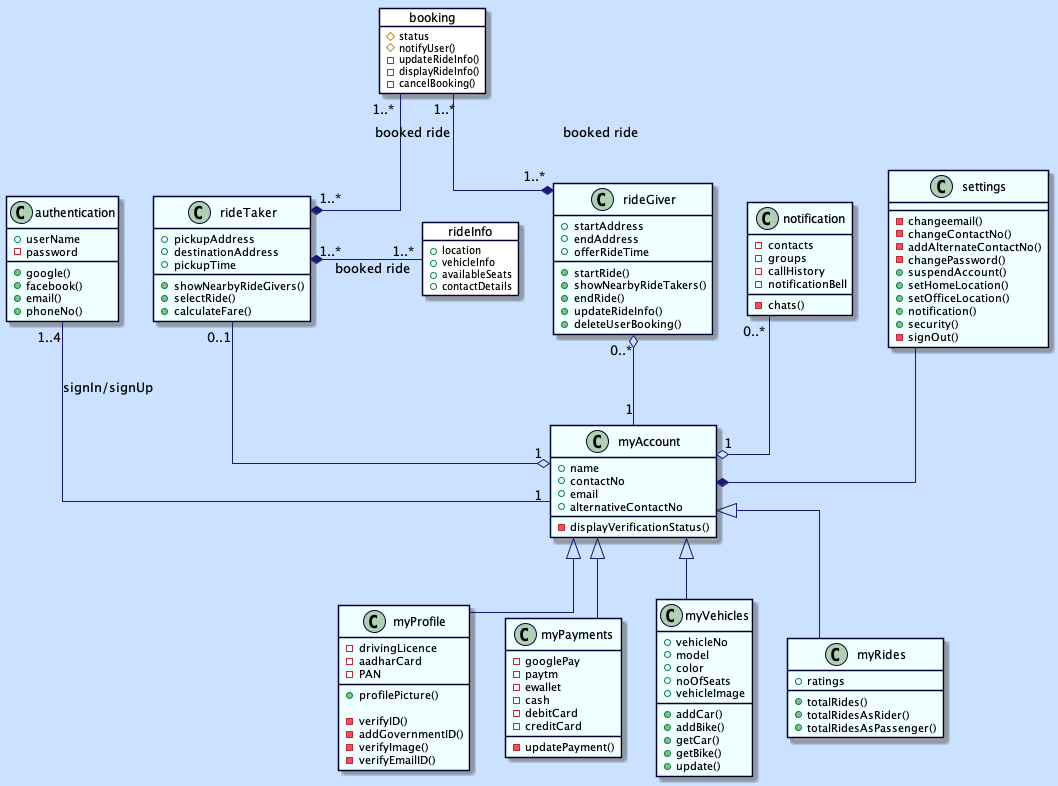 booking
status
notifyUser()
updateRideInfo()
displayRideInfo()
cancelBooking()
1..*
1..*
booked ride
booked ride
C authentication
userName
password
google()
facebook()
email()
phoneNo()
1..4
signIn/signUp
C rideTaker
pickupAddress
destinationAddress
pickupTime
showNearbyRideGivers()
selectRide()
calculateFare()
1..*
1..*
1..*
booked ride
0..1
rideInfo
location
vehicleInfo
availableSeats
contactDetails
1..*
C rideGiver
startAddress
endAddress
offerRideTime
startRide()
showNearbyRideTakers()
endRide()
updateRideInfo()
deleteUserBooking()
0..*
1
C notification
contacts
groups
callHistory
notificationBell
chats()
0..*
C settings
changeemail()
changeContactNo()
addAlternateContactNo()
changePassword()
suspendAccount()
setHomeLocation()
setOfficeLocation()
notification()
security()
signOut()
C myAccount
name
contactNo
email
alternativeContactNo
displayVerificationStatus()
1
1
1
C myProfile
drivingLicence
aadharCard
PAN
profilePicture()
verifyID()
addGovernmentID()
verifyImage()
verifyEmailID()
C myPayments
googlePay
paytm
ewallet
cash
debitCard
creditCard
updatePayment()
C myVehicles
vehicleNo
model
color
noOfSeats
vehicleImage
addCar()
addBike()
getCar()
getBike()
update()
C myRides
ratings
totalRides()
totalRidesAsRider()
totalRidesAsPassenger()